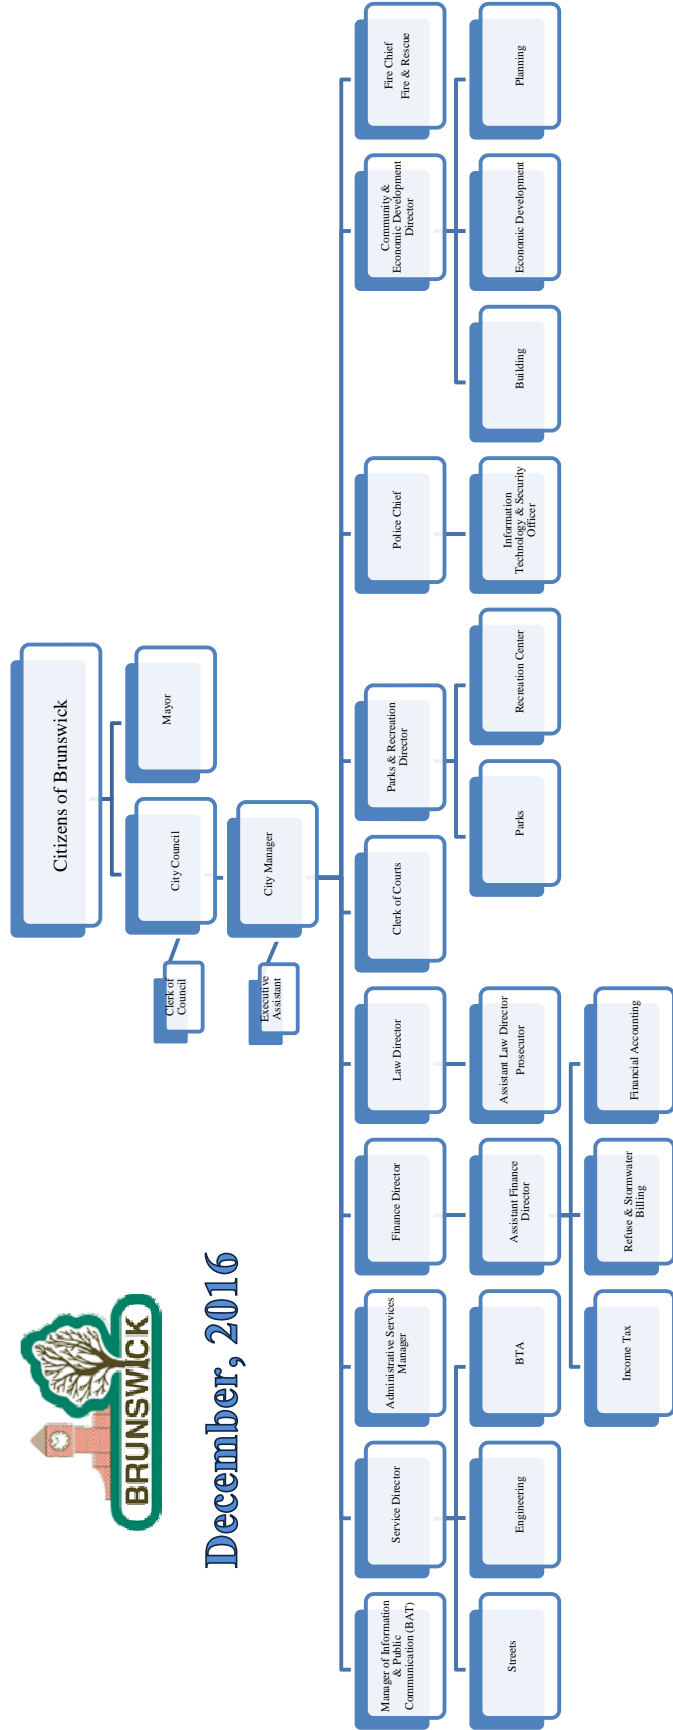 BRUNSWICK
December, 2016
Citizens of Brunswick
City Council
Mayor
Clerk of
Council
City Manager
Executive
Assistant
Manager of Information
& Public
Communication (BAT)
Service Director
Administrative Services
Manager
Finance Director
Law Director
Clerk of Courts
Parks & Recreation
Director
Police Chief
Community &
Economic Development
Director
Fire Chief
Fire & Rescue
Streets
Engineering
BTA
Assistant Finance
Director
Assistant Law Director
Prosecutor
Parks
Recreation Center
Information
Technology & Security
Officer
Building
Economic Development
Planning
Income Tax
Refuse & Stormwater
Billing
Financial Accounting